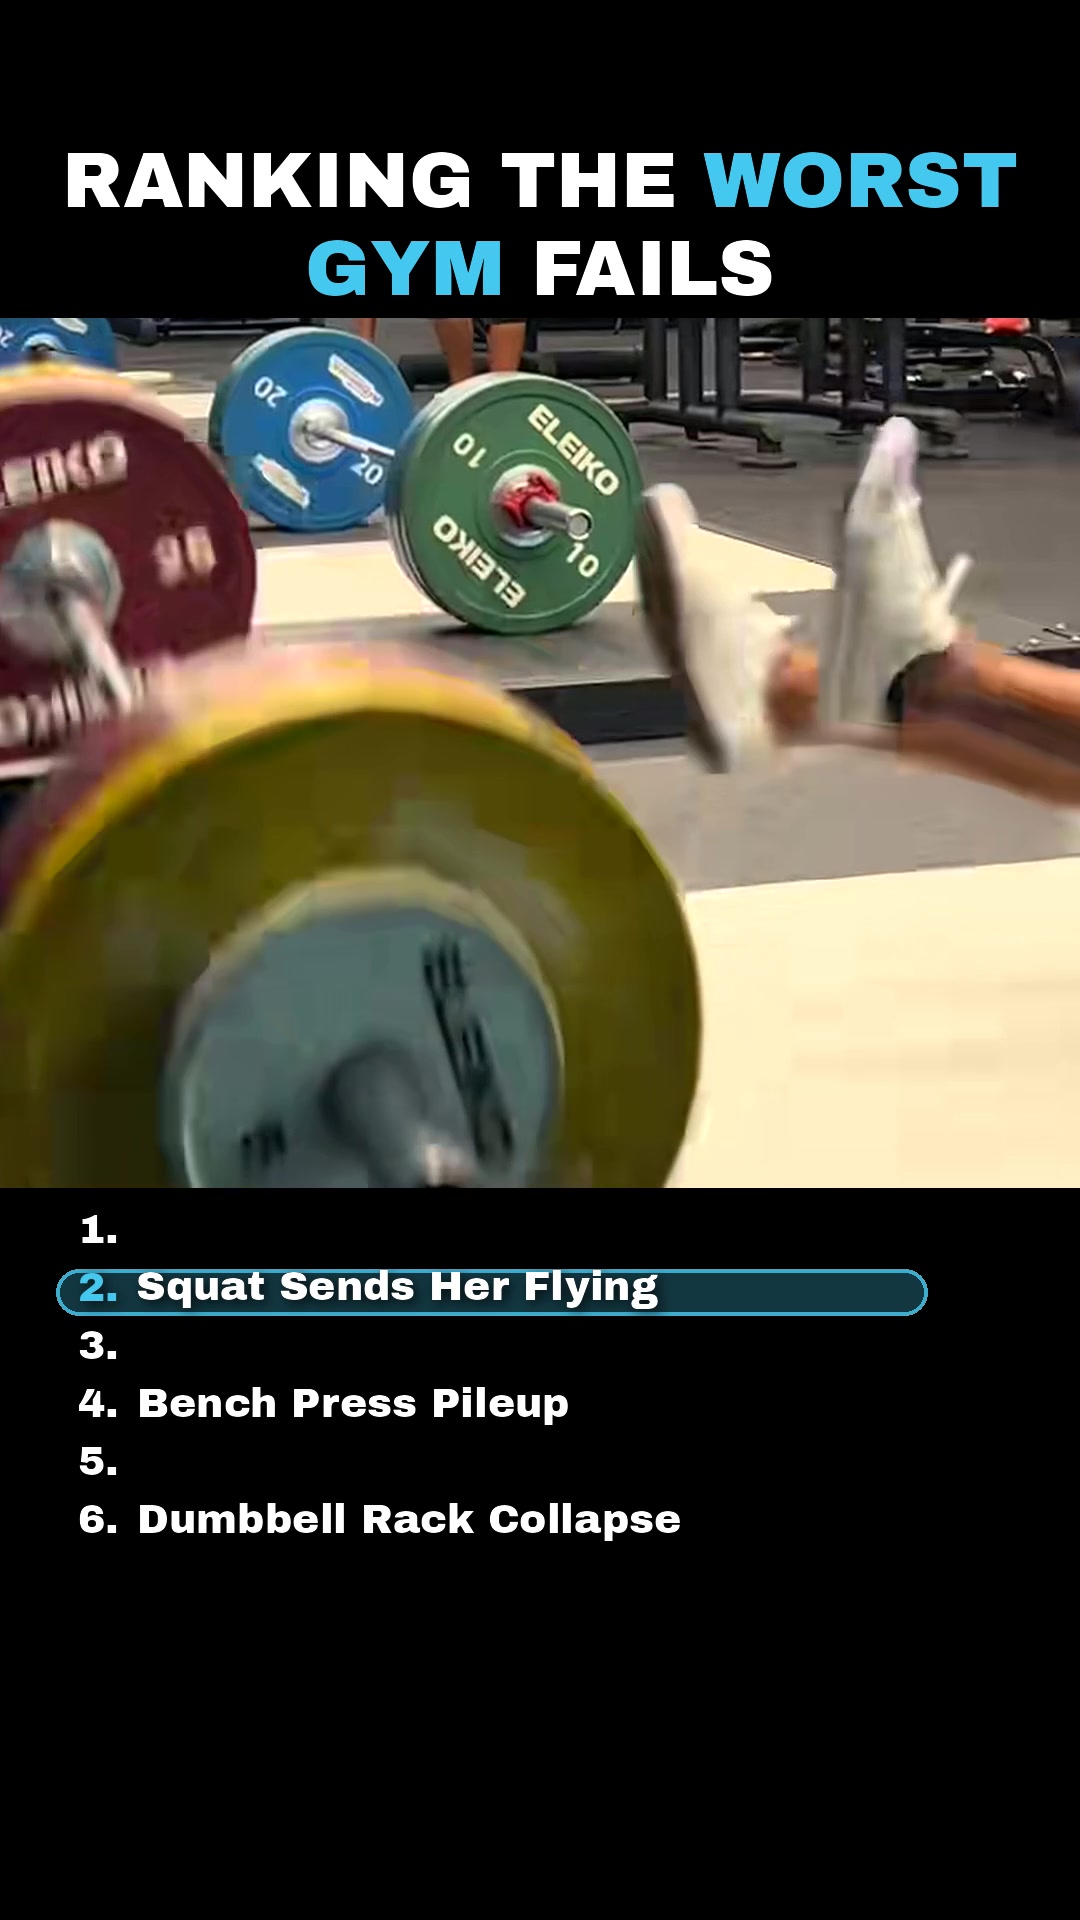 RANKING THE WORST
GYM FAILS
20
20
ELEIKO
10
10
ELEIKO
1.
2. Squat Sends Her Flying
3.
4. Bench Press Pileup
5.
6. Dumbbell Rack Collapse